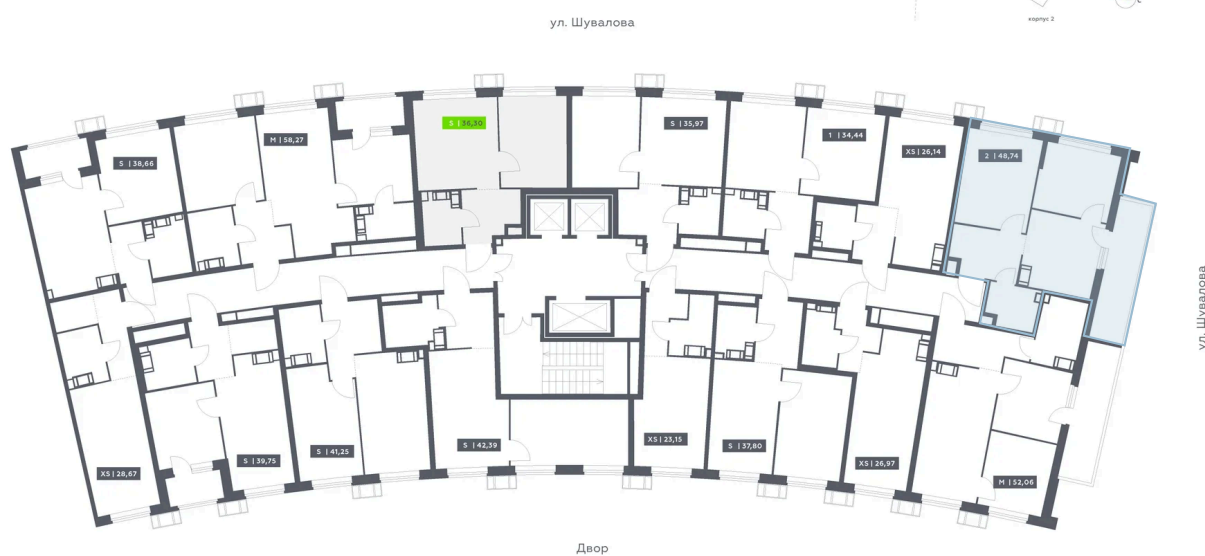 корпус 2
ул. Шувалова
S | 38,66
M | 58,27
S | 36,30
S | 35,97
1 | 34,44
XS | 26,14
2 | 48,74
ул. Шувалова
XS | 28,67
S | 39,75
S | 41,25
S | 42,39
XS | 23,15
S | 37,80
XS | 26,97
M | 52,06
Двор